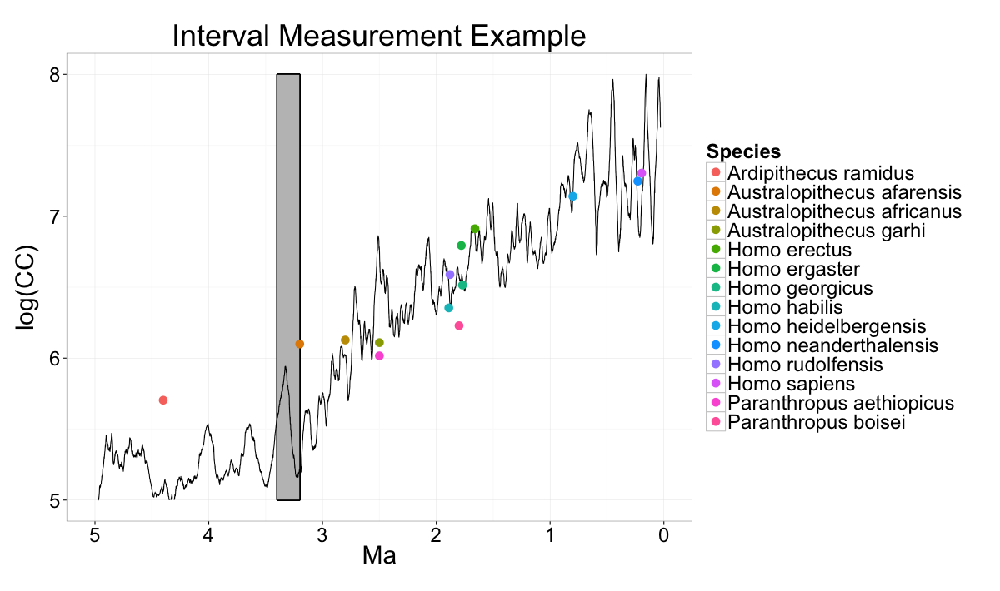 Interval Measurement Example
8
7
6
5
log(CC)
5 4 3 2 1 0
Ma
Species
Ardipithecus ramidus
Australopithecus afarensis
Australopithecus africanus
Australopithecus garhi
Homo erectus
Homo ergaster
Homo georgicus
Homo habilis
Homo heidelbergensis
Homo neanderthalensis
Homo rudolfensis
Homo sapiens
Paranthropus aethiopicus
Paranthropus boisei